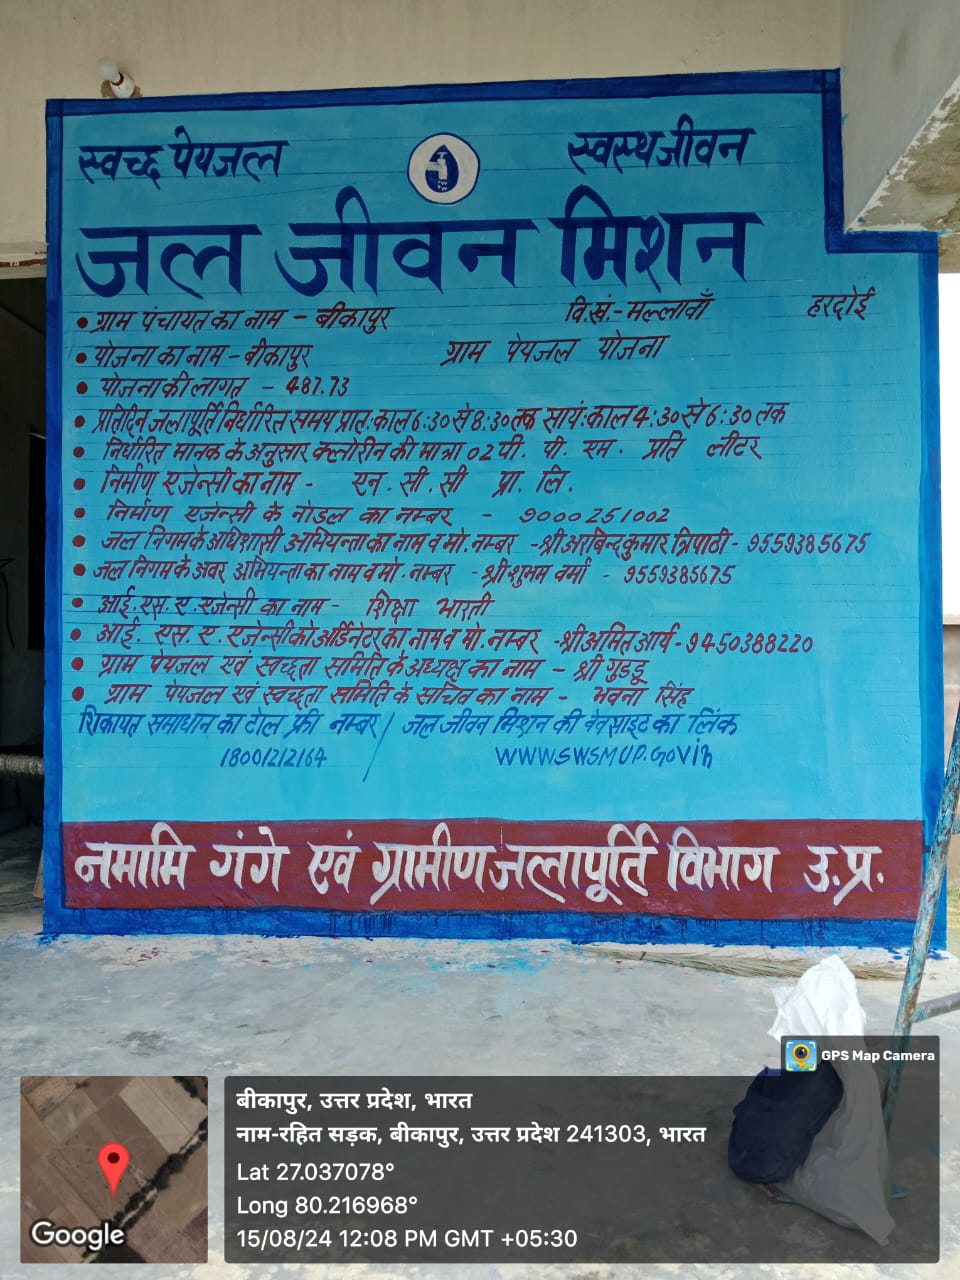 स्वच्छ पेयजल स्वस्थ जीवन
जल जीवन मिशन
• ग्राम पंचायत का नाम - बीकापुर वि.खं.- मल्लावाँ हरदोई
• योजना का नाम - बीकापुर ग्राम पेयजल योजना
• योजना की लागत - 487.73
• प्रतिदिन जलापूर्ति निर्धारित समय प्रातः काल 6:30 से 8:30 तक सायं: काल 4:30 से 6:30 तक
• निर्धारित मानक के अनुसार क्लोरीन की मात्रा 02 पी. पी. एम. प्रति लीटर
• निर्माण एजेन्सी का नाम - एन. सी. सी प्रा. लि.
• निर्माण एजेन्सी के नोडल का नम्बर - 9000251002
• जल निगम के अधिशासी अभियन्ता का नाम व मो. नम्बर - श्री अरबिन्द कुमार त्रिपाठी - 9559385675
• जल निगम के अवर अभियन्ता का नाम व मो. नम्बर - श्री शुभम वर्मा - 9559385675
• आई. एस. ए. एजेन्सी का नाम - शिक्षा भारती
• आई. एस. ए. एजेन्सी कोआर्डिनेटर का नाम व मो. नम्बर - श्री अमित आर्य - 9450388220
• ग्राम पेयजल एवं स्वच्छता समिति के अध्यक्ष का नाम - श्री गुडडू
• ग्राम पेयजल एवं स्वच्छता समिति के सचिव का नाम - भवना सिंह
शिकायत समाधान का टोल फ्री नम्बर / जल जीवन मिशन की वेवसाइट का लिंक
18001212164 WWW.SWSMUP.Govin
नमामि गंगे एवं ग्रामीण जलापूर्ति विभाग उ.प्र.
GPS Map Camera
बीकापुर, उत्तर प्रदेश, भारत
नाम-रहित सड़क, बीकापुर, उत्तर प्रदेश 241303, भारत
Lat 27.037078°
Long 80.216968°
15/08/24 12:08 PM GMT +05:30
Google